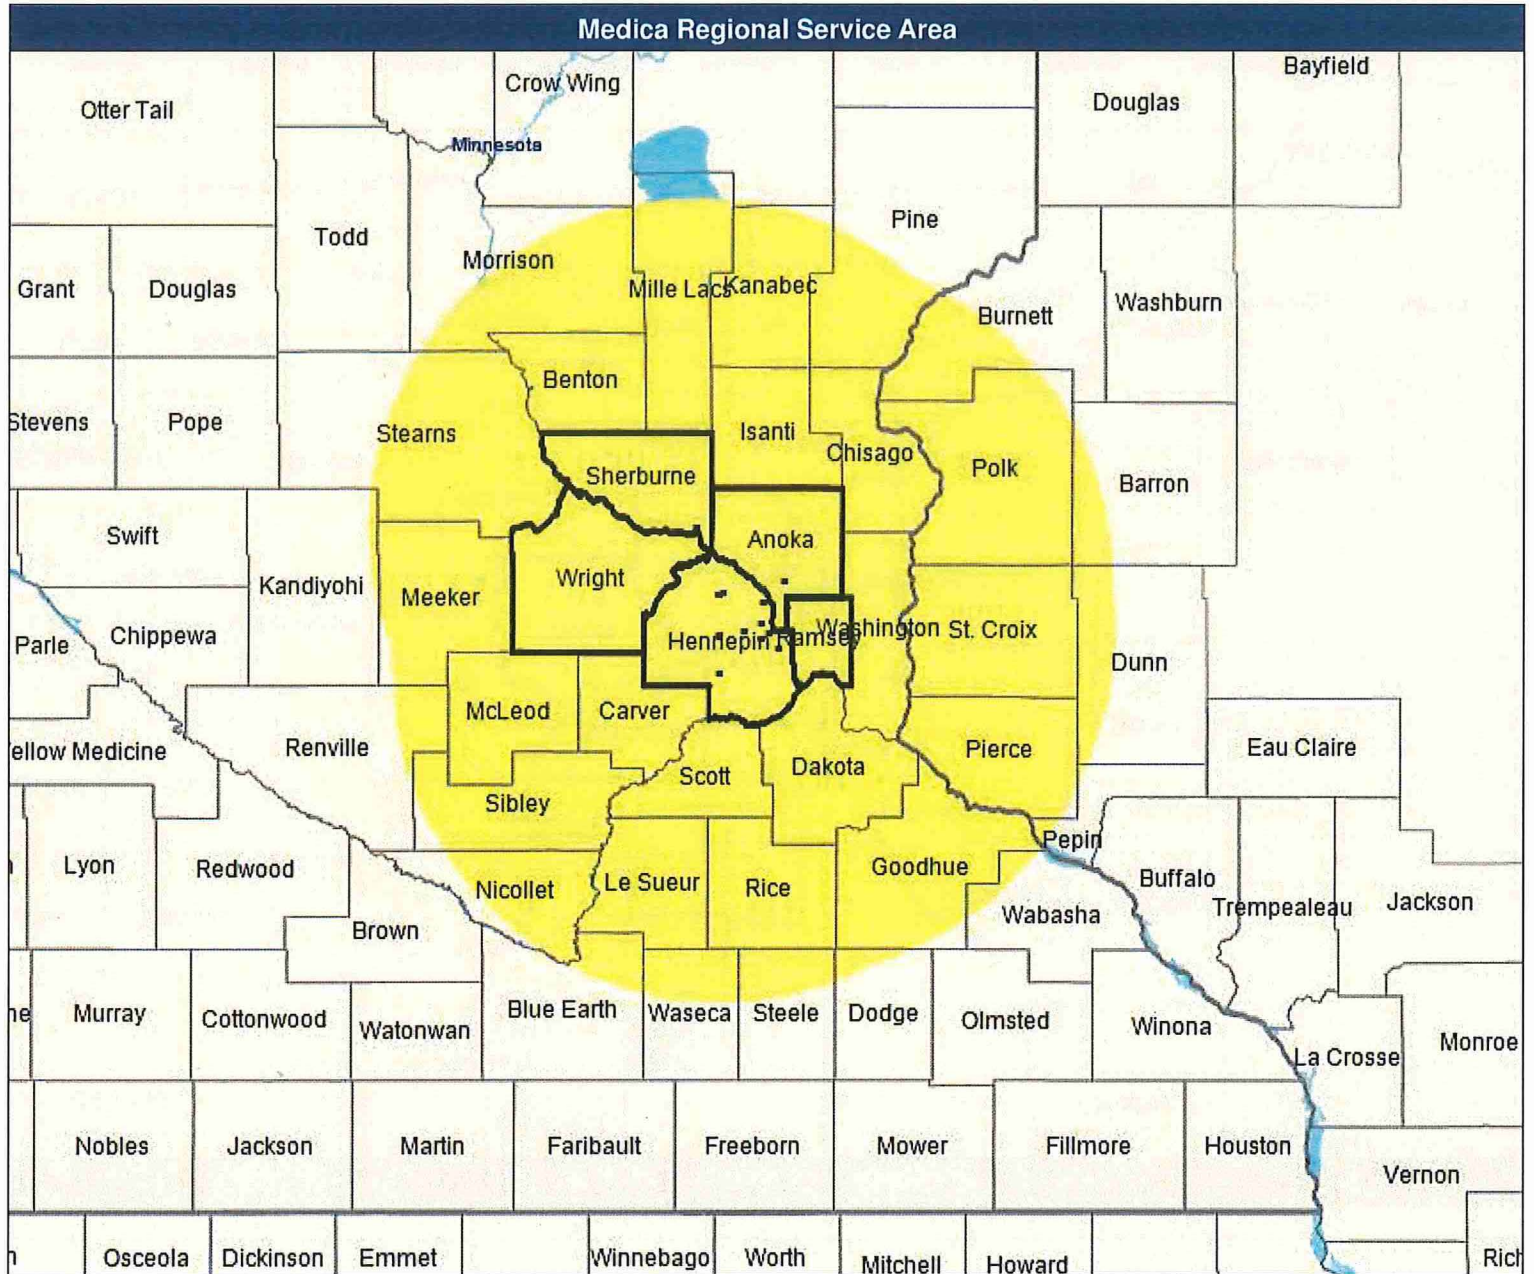 Medica Regional Service Area
Bayfield
Crow Wing
Douglas
Otter Tail
Minnesota
Pine
Todd
Morrison
Grant
Douglas
Mille Lacs
Kanabec
Washburn
Burnett
Benton
Stevens
Pope
Stearns
Isanti
Chisago
Polk
Barron
Sherburne
Swift
Anoka
Kandiyohi
Wright
Meeker
Parle
Chippewa
Hennepin
Ramsey
Washington
St. Croix
Dunn
McLeod
Carver
ellow Medicine
Renville
Pierce
Eau Claire
Scott
Dakota
Sibley
Pepin
Lyon
Redwood
Goodhue
Nicollet
Le Sueur
Rice
Buffalo
Trempealeau
Jackson
Wabasha
Brown
Murray
Cottonwood
Watonwan
Blue Earth
Waseca
Steele
Dodge
Olmsted
Winona
Monroe
La Crosse
Nobles
Jackson
Martin
Faribault
Freeborn
Mower
Fillmore
Houston
Vernon
Osceola
Dickinson
Emmet
Winnebago
Worth
Mitchell
Howard
Rich